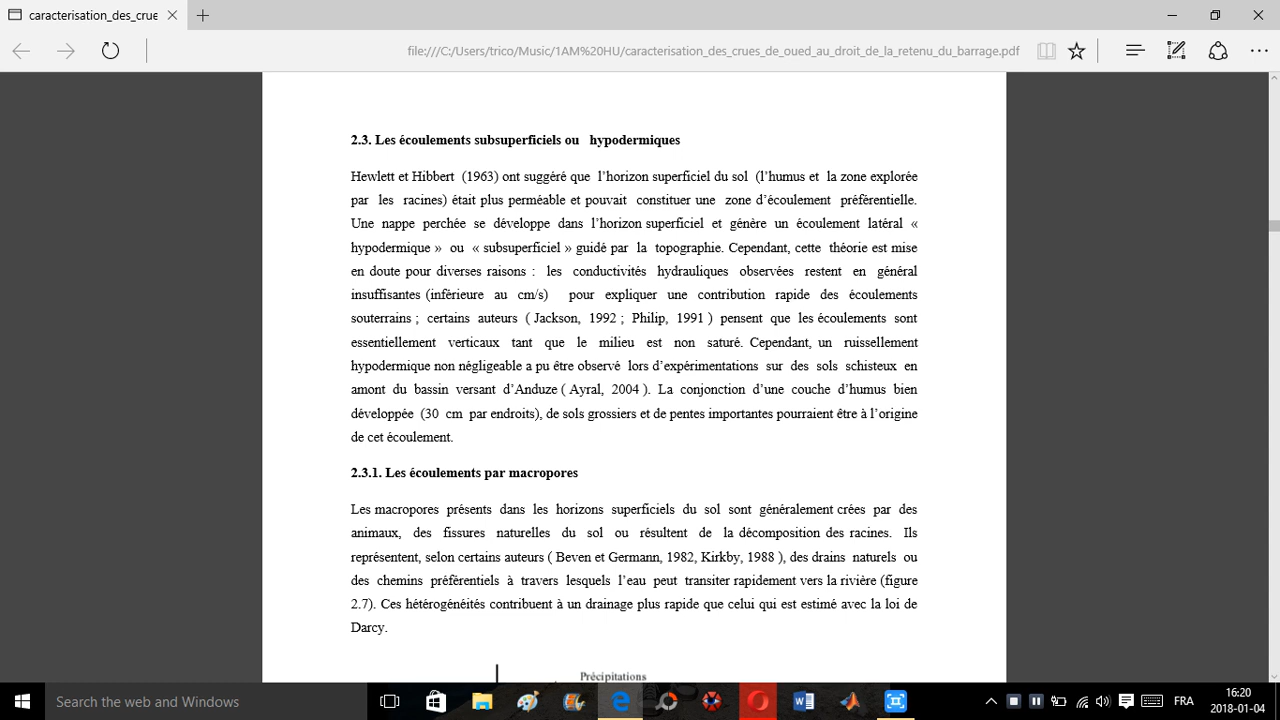 caracterisation_des_crue
file:///C:/Users/trico/Music/1AM%20HU/caracterisation_des_crues_de_oued_au_droit_de_la_retenu_du_barrage.pdf
2.3. Les écoulements subsuperficiels ou hypodermiques
Hewlett et Hibbert (1963) ont suggéré que l’horizon superficiel du sol (l’humus et la zone explorée
par les racines) était plus perméable et pouvait constituer une zone d’écoulement préférentielle.
Une nappe perchée se développe dans l’horizon superficiel et génère un écoulement latéral «
hypodermique » ou « subsuperficiel » guidé par la topographie. Cependant, cette théorie est mise
en doute pour diverses raisons : les conductivités hydrauliques observées restent en général
insuffisantes (inférieure au cm/s) pour expliquer une contribution rapide des écoulements
souterrains ; certains auteurs ( Jackson, 1992 ; Philip, 1991 ) pensent que les écoulements sont
essentiellement verticaux tant que le milieu est non saturé. Cependant, un ruissellement
hypodermique non négligeable a pu être observé lors d’expérimentations sur des sols schisteux en
amont du bassin versant d’Anduze ( Ayral, 2004 ). La conjonction d’une couche d’humus bien
développée (30 cm par endroits), de sols grossiers et de pentes importantes pourraient être à l’origine
de cet écoulement.
2.3.1. Les écoulements par macropores
Les macropores présents dans les horizons superficiels du sol sont généralement crées par des
animaux, des fissures naturelles du sol ou résultent de la décomposition des racines. Ils
représentent, selon certains auteurs ( Beven et Germann, 1982, Kirkby, 1988 ), des drains naturels ou
des chemins préférentiels à travers lesquels l’eau peut transiter rapidement vers la rivière (figure
2.7). Ces hétérogénéités contribuent à un drainage plus rapide que celui qui est estimé avec la loi de
Darcy.
Précipitations
Search the web and Windows
FRA
16:20
2018-01-04